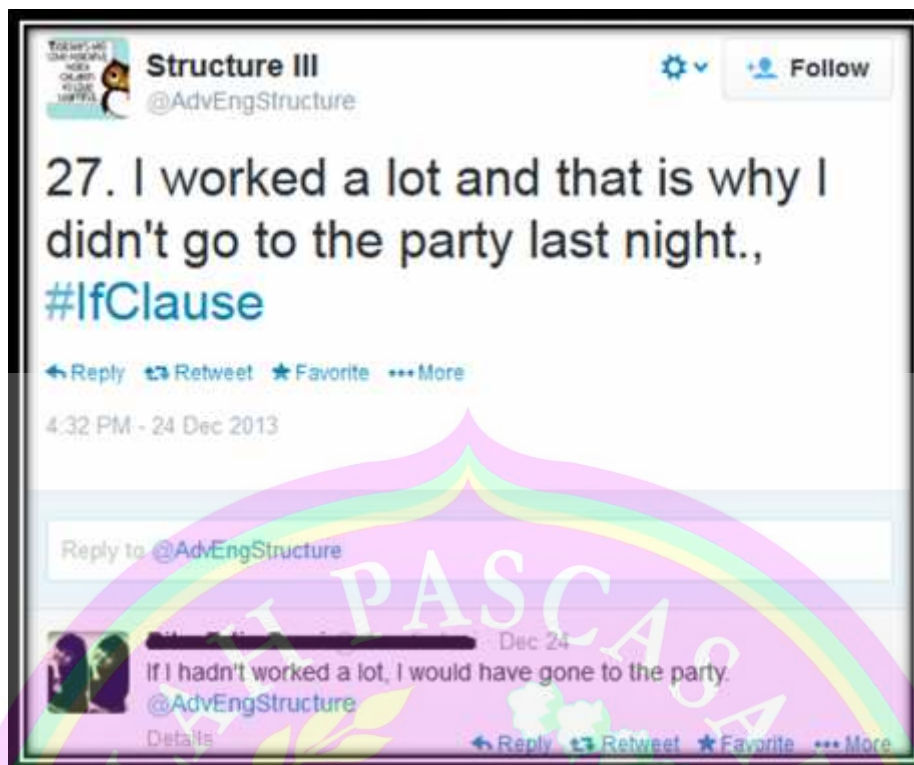 Structure III
@AdvEngStructure
Follow
27. I worked a lot and that is why I
didn't go to the party last night.,
#IfClause
Reply Retweet Favorite More
4:32 PM - 24 Dec 2013
Reply to @AdvEngStructure
AH PASCASA
Dec 24
If I hadn't worked a lot, I would have gone to the party.
@AdvEngStructure
Details
Reply Retweet Favorite More